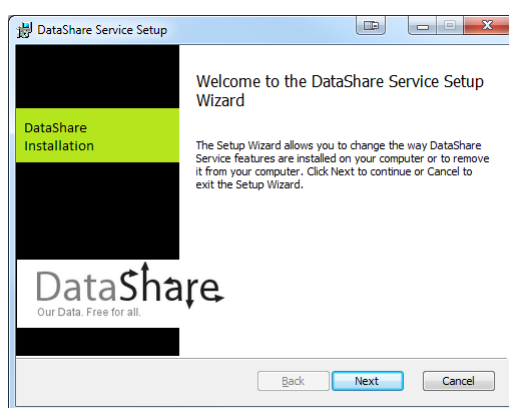 DataShare Service Setup
Welcome to the DataShare Service Setup
Wizard
DataShare
Installation
The Setup Wizard allows you to change the way DataShare
Service features are installed on your computer or to remove
it from your computer. Click Next to continue or Cancel to
exit the Setup Wizard.
DataShare
Our Data. Free for all.
Back Next Cancel